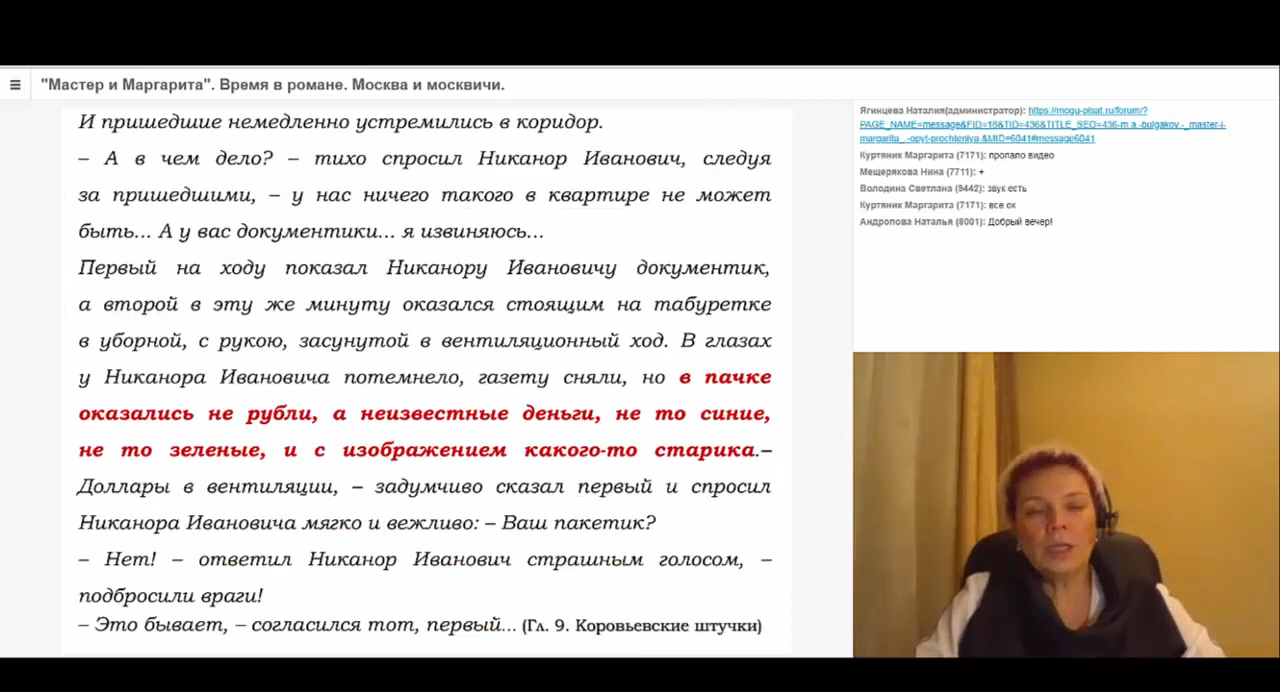 "Мастер и Маргарита". Время в романе. Москва и москвичи.
И пришедшие немедленно устремились в коридор.
– А в чем дело? – тихо спросил Никанор Иванович, следуя
за пришедшими, – у нас ничего такого в квартире не может
быть... А у вас документики... я извиняюсь...
Первый на ходу показал Никанору Ивановичу документик,
а второй в эту же минуту оказался стоящим на табуретке
в уборной, с рукою, засунутой в вентиляционный ход. В глазах
у Никанора Ивановича потемнело, газету сняли, но в пачке
оказались не рубли, а неизвестные деньги, не то синие,
не то зеленые, и с изображением какого-то старика.–
Доллары в вентиляции, – задумчиво сказал первый и спросил
Никанора Ивановича мягко и вежливо: – Ваш пакетик?
– Нет! – ответил Никанор Иванович страшным голосом, –
подбросили враги!
– Это бывает, – согласился тот, первый... (Гл. 9. Коровьевские штучки)
Ягинцева Наталия(администратор): https://mogu-pisat.ru/forum/?
PAGE_NAME=message&FID=18&TID=436&TITLE_SEO=436-m.a.-bulgakov.-_master-i-
margarita_.-opyt-prochteniya.&MID=6041#message6041
Куртяник Маргарита (7171): пропало видео
Мещерякова Нина (7711): +
Володина Светлана (9442): звук есть
Куртяник Маргарита (7171): все ок
Андропова Наталья (8001): Добрый вечер!